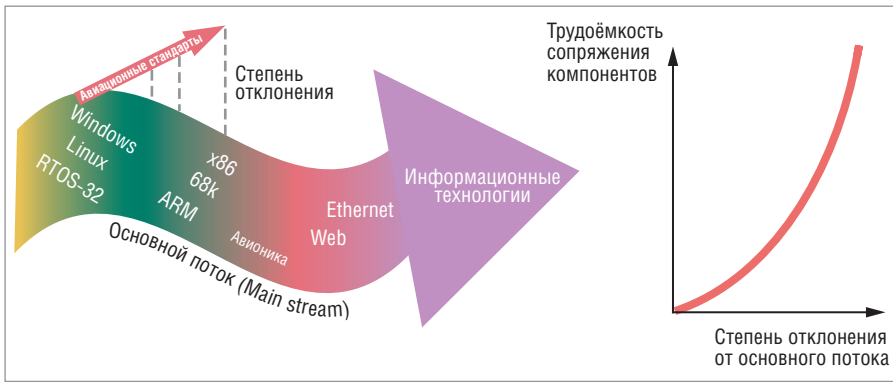 Авиационные стандарты
Степень
отклонения
Windows
Linux
RTOS-32
x86
68k
ARM
Авионика
Ethernet
Web
Основной поток (Main stream)
Информационные
технологии
Трудоёмкость
сопряжения
компонентов
Степень отклонения
от основного потока